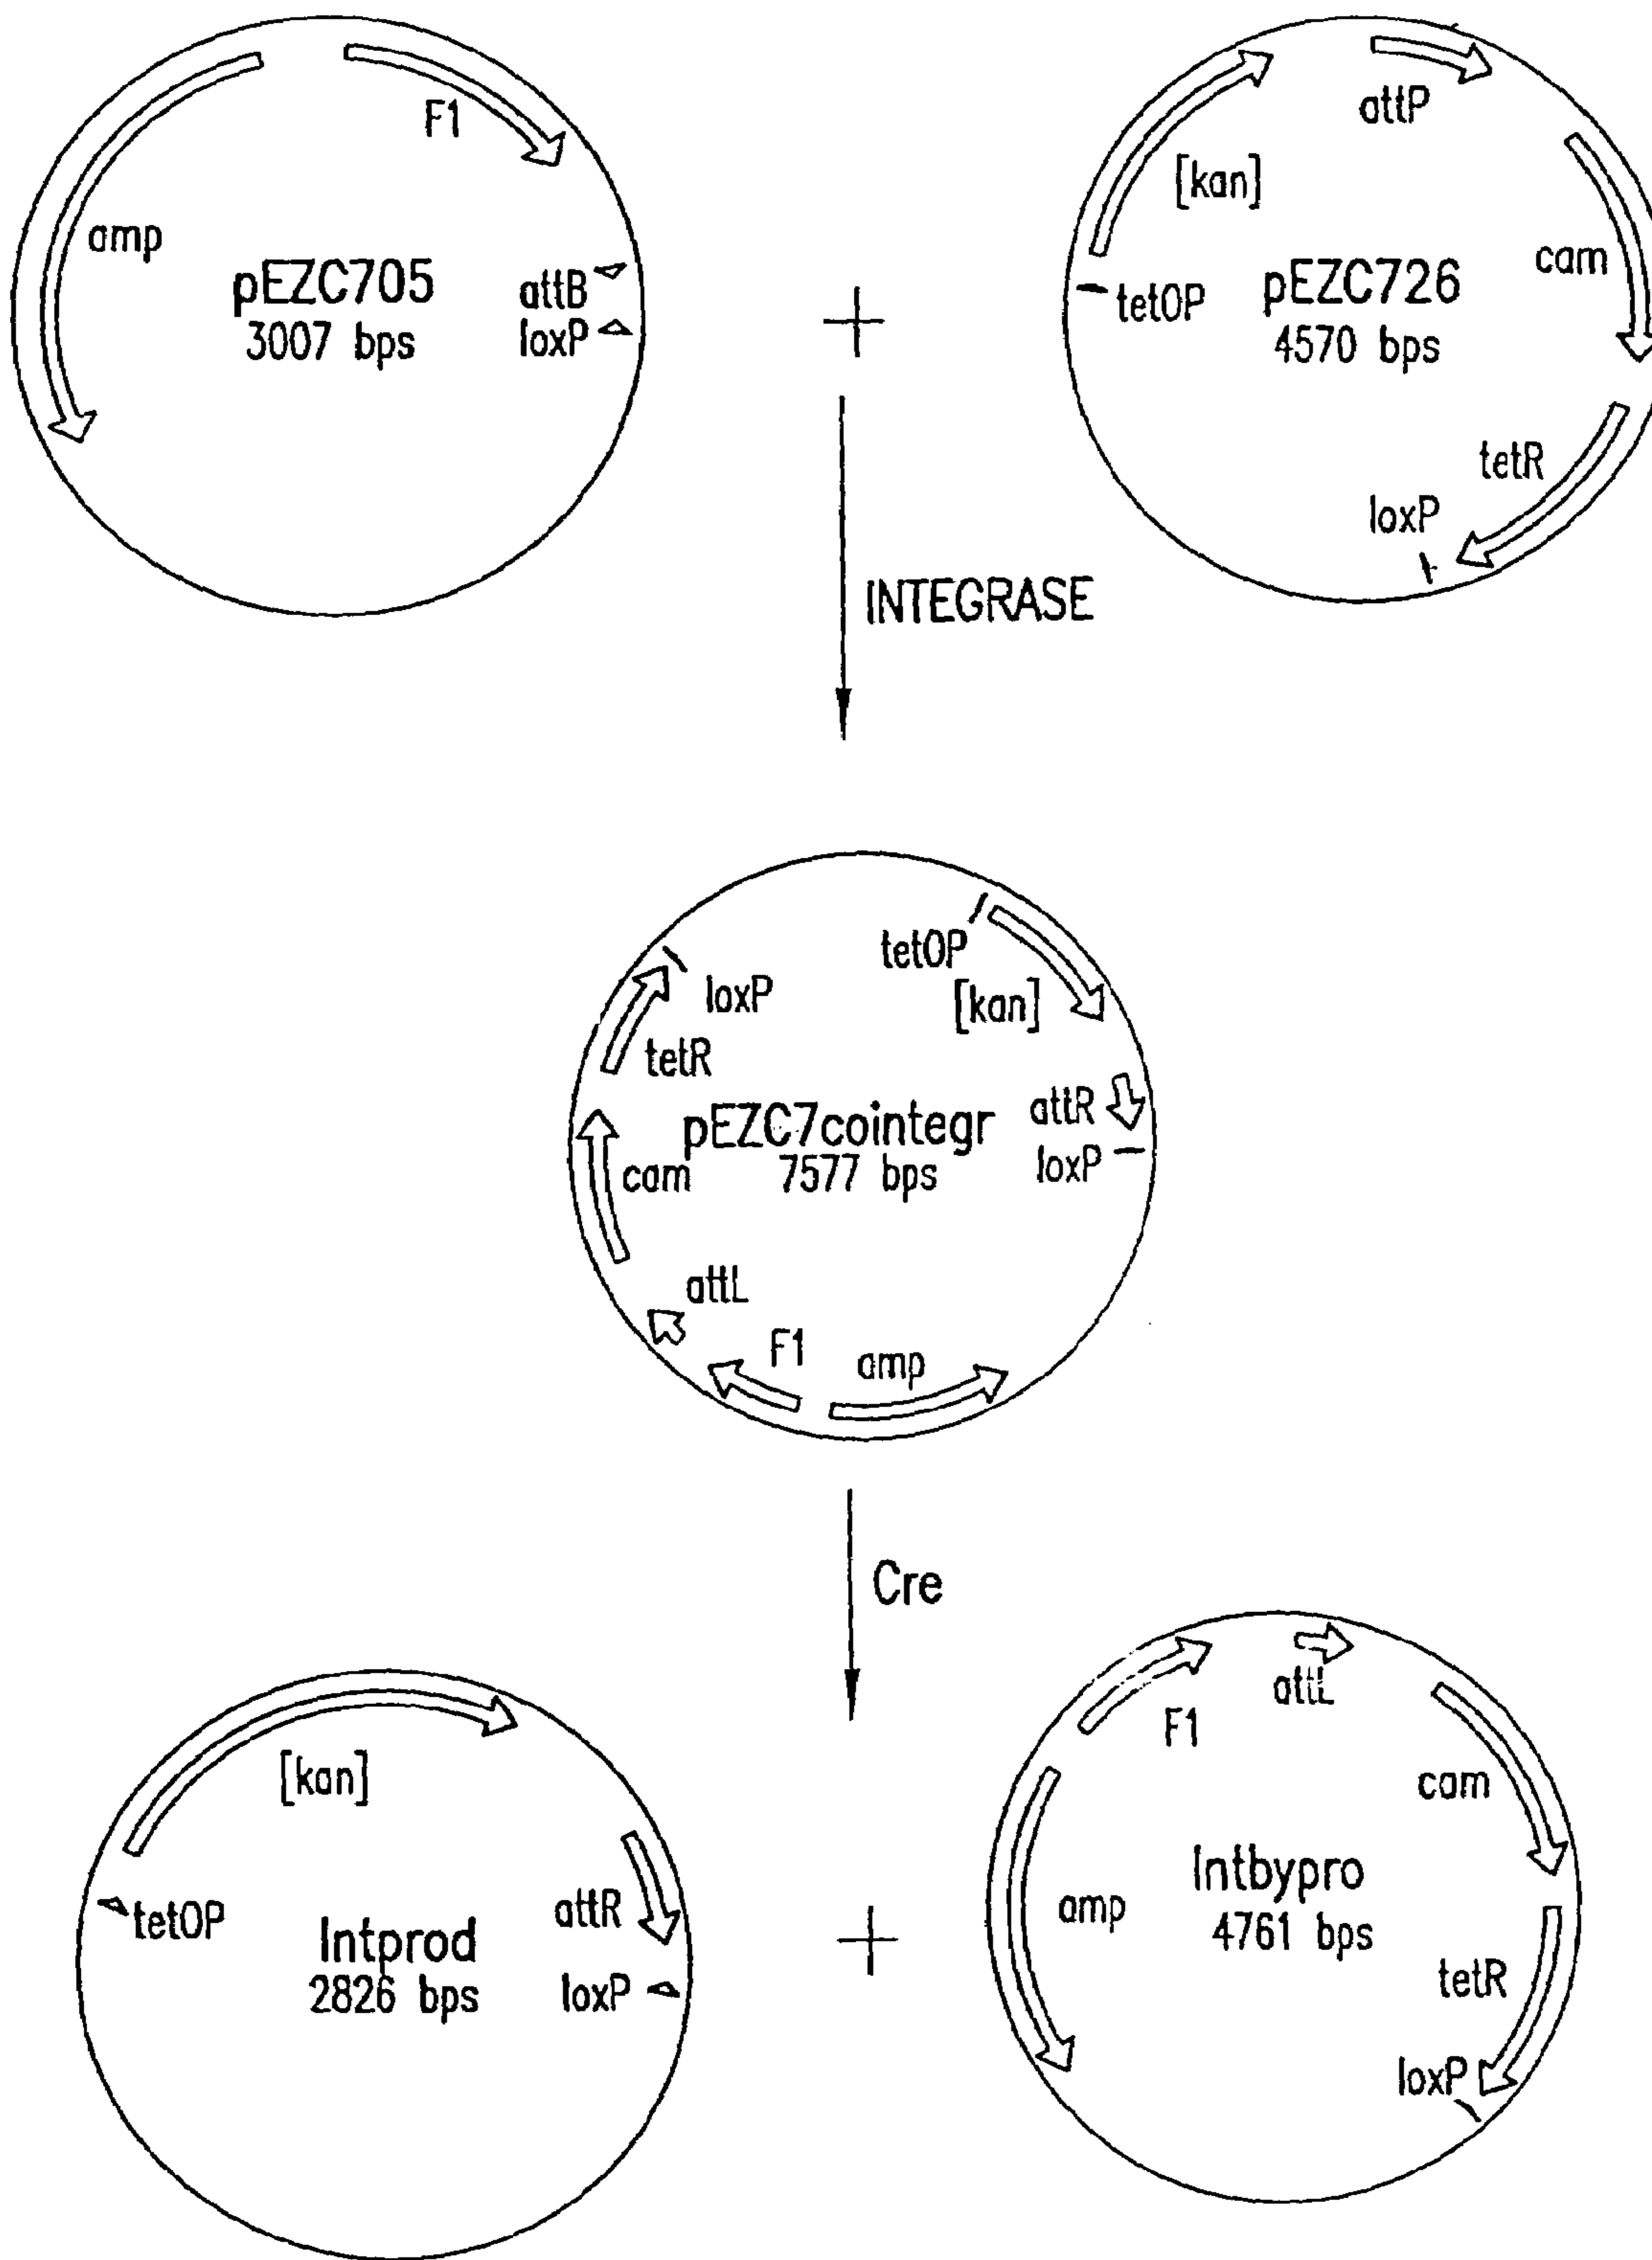 F1
amp
pEZC705
3007 bps
attB
loxP
+
attP
[kan]
cam
tetOP
pEZC726
4570 bps
tetR
loxP
INTEGRASE
tetOP
[kan]
loxP
tetR
attR
loxP
pEZC7cointegr
7577 bps
cam
attL
F1
amp
Cre
[kan]
tetOP
attR
Intprod
2826 bps
loxP
+
attL
F1
cam
amp
Intbypro
4761 bps
tetR
loxP